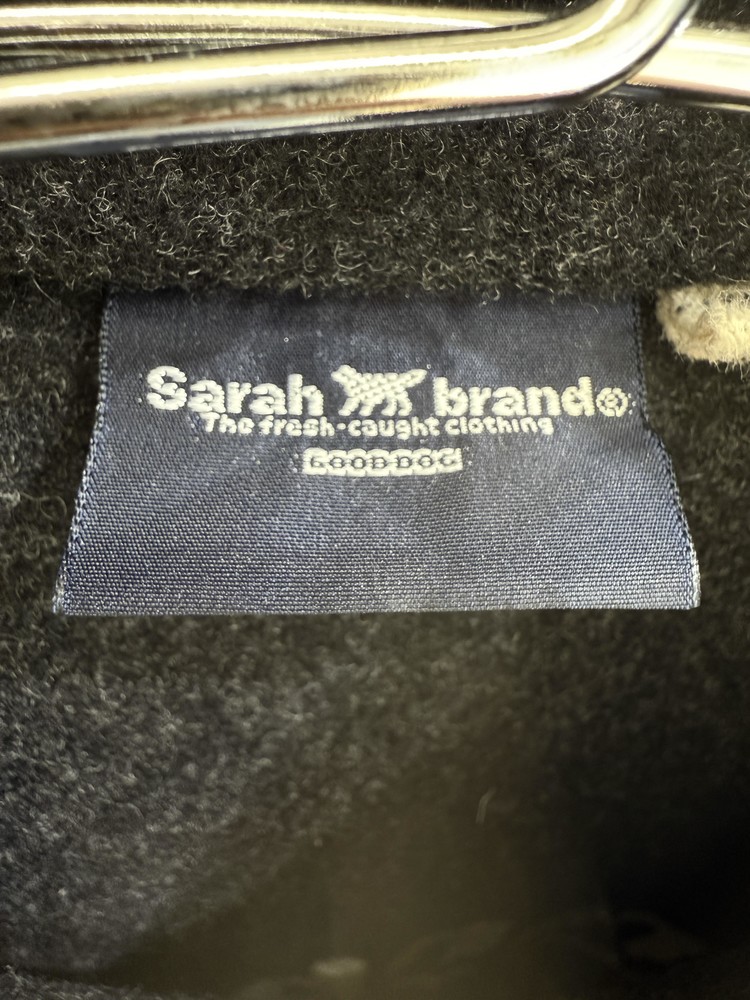 Sarah brand®
The fresh-caught clothing
GOOD DOG